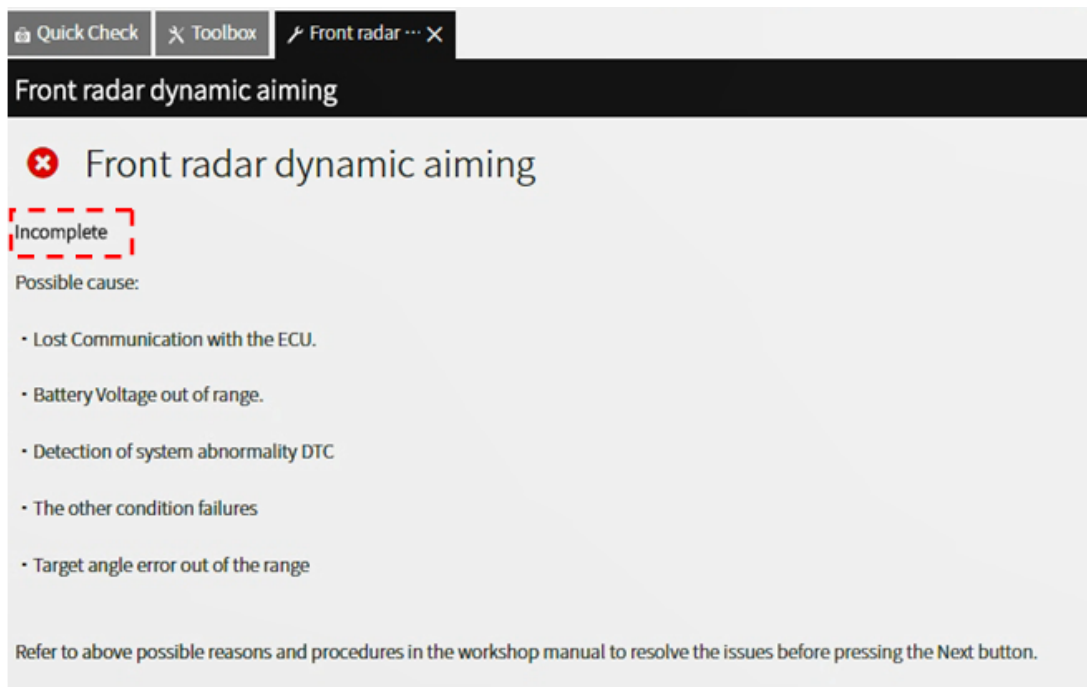 Quick Check
Toolbox
Front radar ···
Front radar dynamic aiming
Front radar dynamic aiming
Incomplete
Possible cause:
・Lost Communication with the ECU.
・Battery Voltage out of range.
・Detection of system abnormality DTC
・The other condition failures
・Target angle error out of the range
Refer to above possible reasons and procedures in the workshop manual to resolve the issues before pressing the Next button.